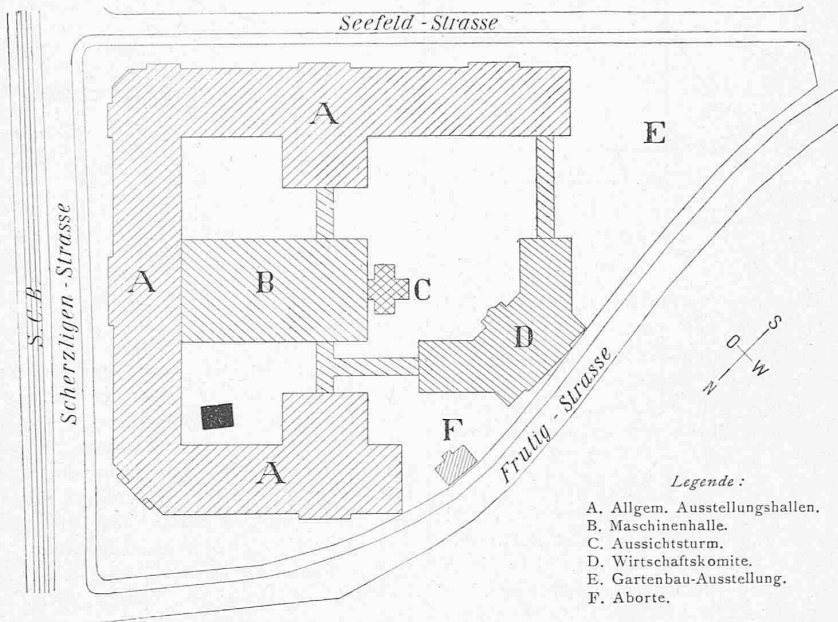 Seefeld - Strasse
A
E
S. C. B.
Scherzligen - Strasse
A
B
C
D
S
O
W
N
F
Frutig - Strasse
A
Legende :
A. Allgem. Ausstellungshallen.
B. Maschinenhalle.
C. Aussichtsturm.
D. Wirtschaftskomite.
E. Gartenbau-Ausstellung.
F. Aborte.